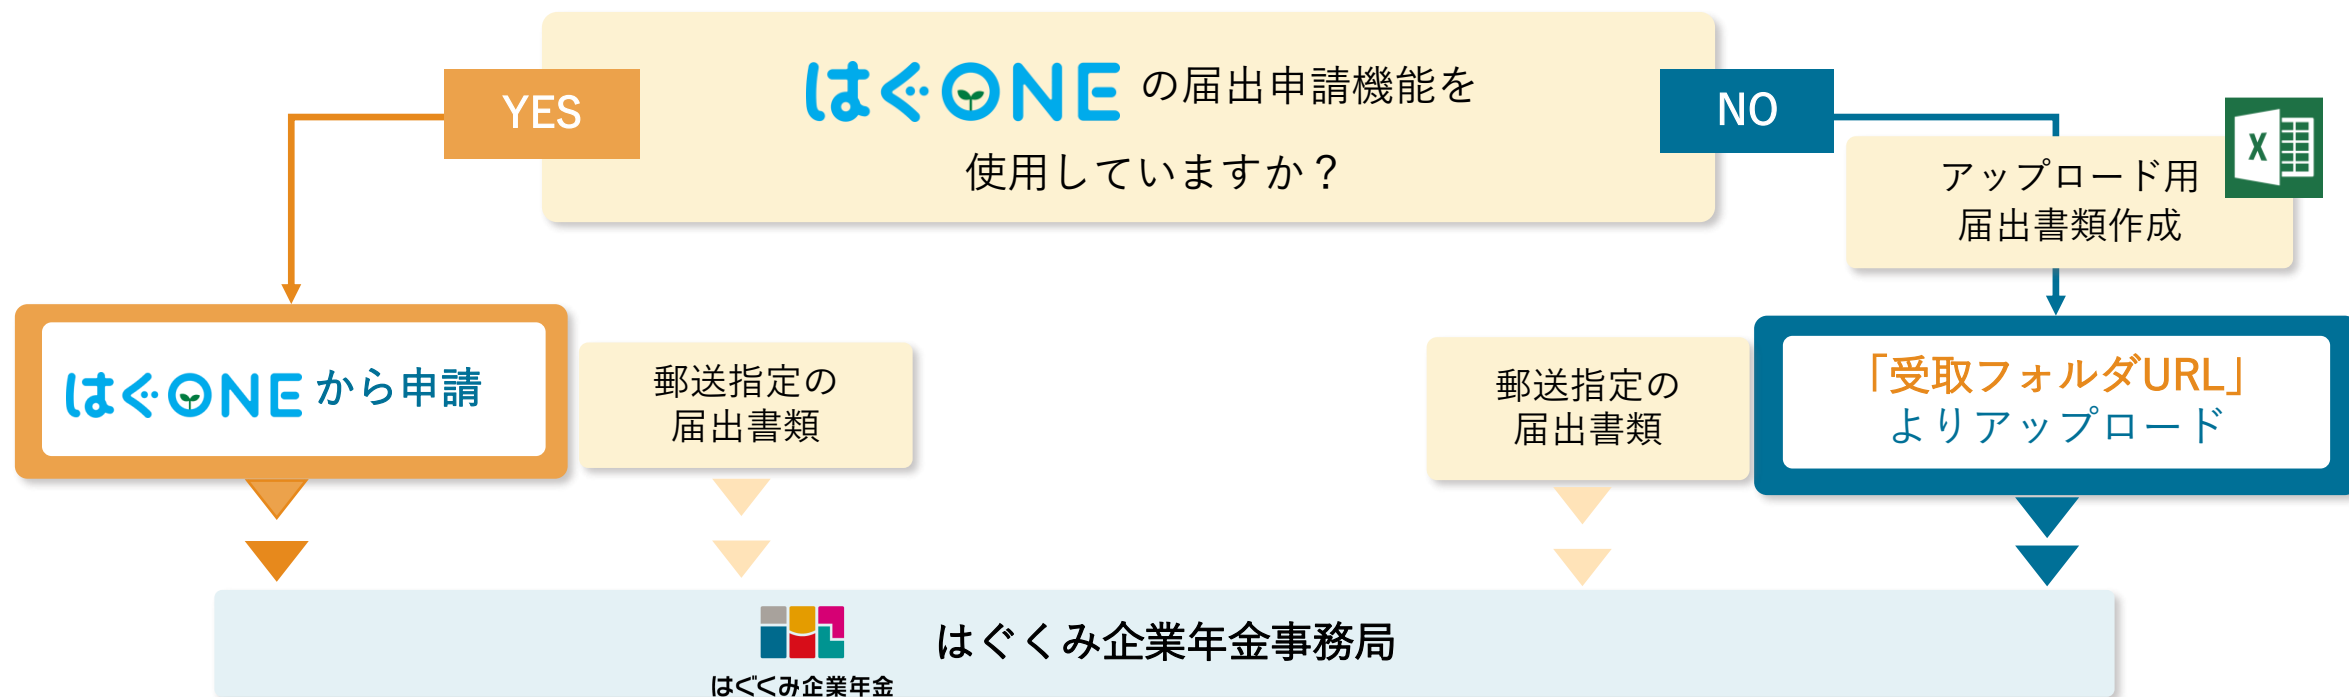 はぐONE の届出申請機能を
使用していますか？
YES
NO
アップロード用
届出書類作成
X
はぐONE から申請
郵送指定の
届出書類
郵送指定の
届出書類
「受取フォルダURL」
よりアップロード
はぐくみ企業年金
はぐくみ企業年金事務局